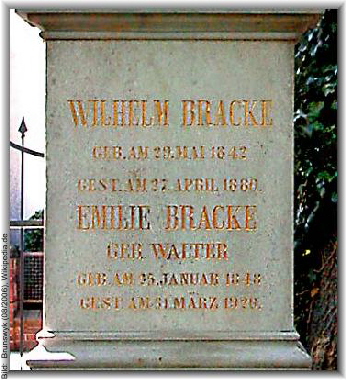 WILHELM BRACKE
GEB. AM 29. MAI 1842
GEST. AM 27. APRIL 1880.
EMILIE BRACKE
GEB. WALTER
GEB. AM 25. JANUAR 1848
GEST AM 31 MÄRZ 1920.
Bild: Brunswyk (08/2006), Wikipedia.de